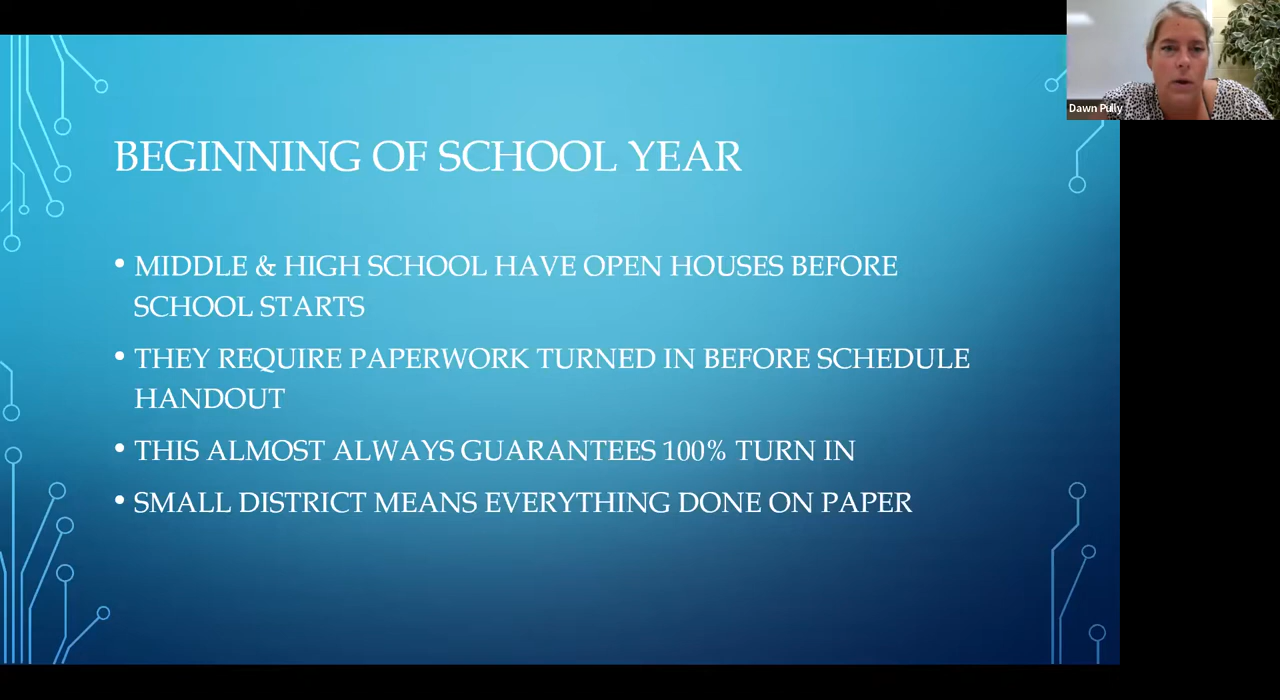 Dawn Pully
BEGINNING OF SCHOOL YEAR
• MIDDLE & HIGH SCHOOL HAVE OPEN HOUSES BEFORE
SCHOOL STARTS
• THEY REQUIRE PAPERWORK TURNED IN BEFORE SCHEDULE
HANDOUT
• THIS ALMOST ALWAYS GUARANTEES 100% TURN IN
• SMALL DISTRICT MEANS EVERYTHING DONE ON PAPER